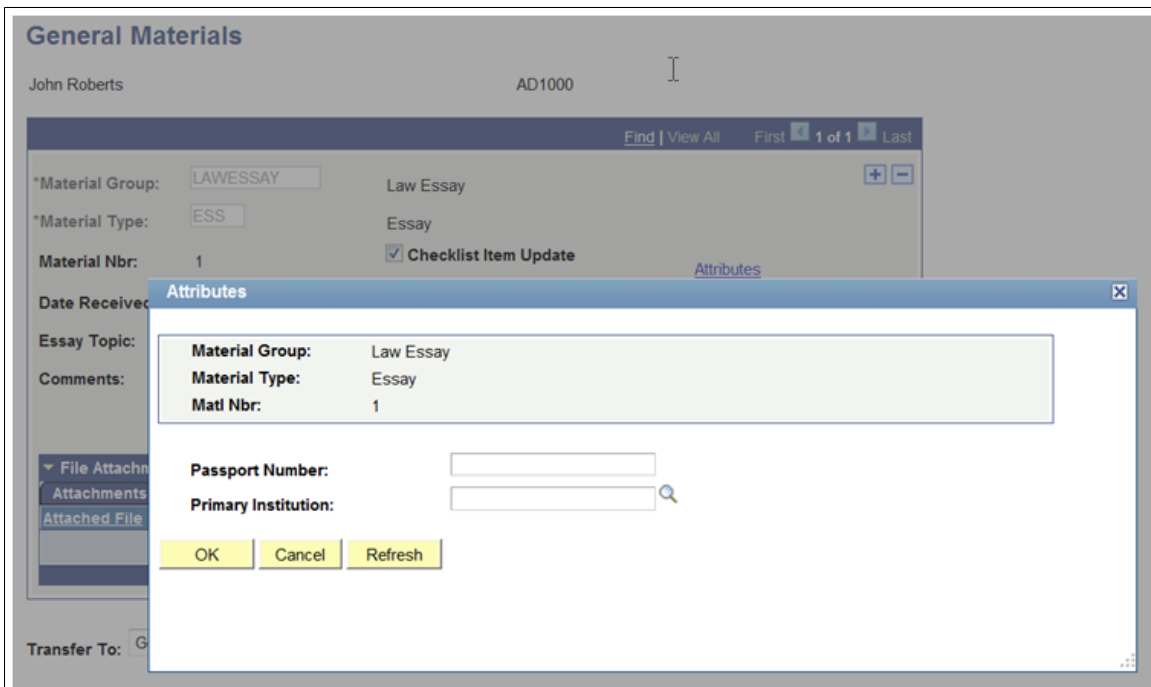 General Materials
John Roberts AD1000
Find | View All First 1 of 1 Last
*Material Group: LAWESSAY Law Essay
*Material Type: ESS Essay
Material Nbr: 1 Checklist Item Update Attributes
Date Received
Essay Topic:
Comments:
File Attachm
Attachments
Attached File
Transfer To: G
Attributes
Material Group: Law Essay
Material Type: Essay
Matl Nbr: 1
Passport Number:
Primary Institution:
OK Cancel Refresh